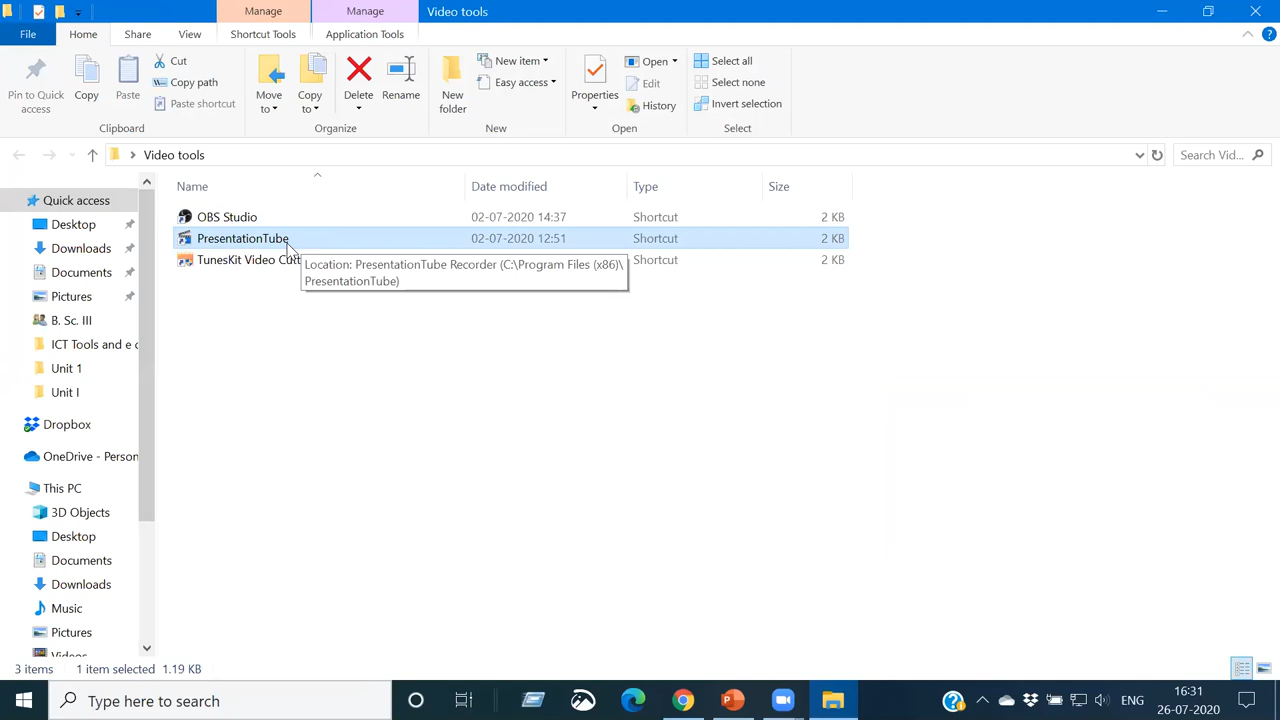 Manage Manage Video tools
File Home Share View Shortcut Tools Application Tools
Pin to Quick access
Copy
Paste
Cut
Copy path
Paste shortcut
Clipboard
Move to
Copy to
Delete
Rename
Organize
New folder
New item
Easy access
New
Properties
Open
Edit
History
Open
Select all
Select none
Invert selection
Select
Video tools
Search Vid...
Name Date modified Type Size
OBS Studio 02-07-2020 14:37 Shortcut 2 KB
PresentationTube 02-07-2020 12:51 Shortcut 2 KB
TunesKit Video Cutt Shortcut 2 KB
Location: PresentationTube Recorder (C:\Program Files (x86)\
PresentationTube)
Quick access
Desktop
Downloads
Documents
Pictures
B. Sc. III
ICT Tools and e c
Unit 1
Unit I
Dropbox
OneDrive - Person
This PC
3D Objects
Desktop
Documents
Downloads
Music
Pictures
Videos
3 items 1 item selected 1.19 KB
Type here to search
ENG
16:31
26-07-2020